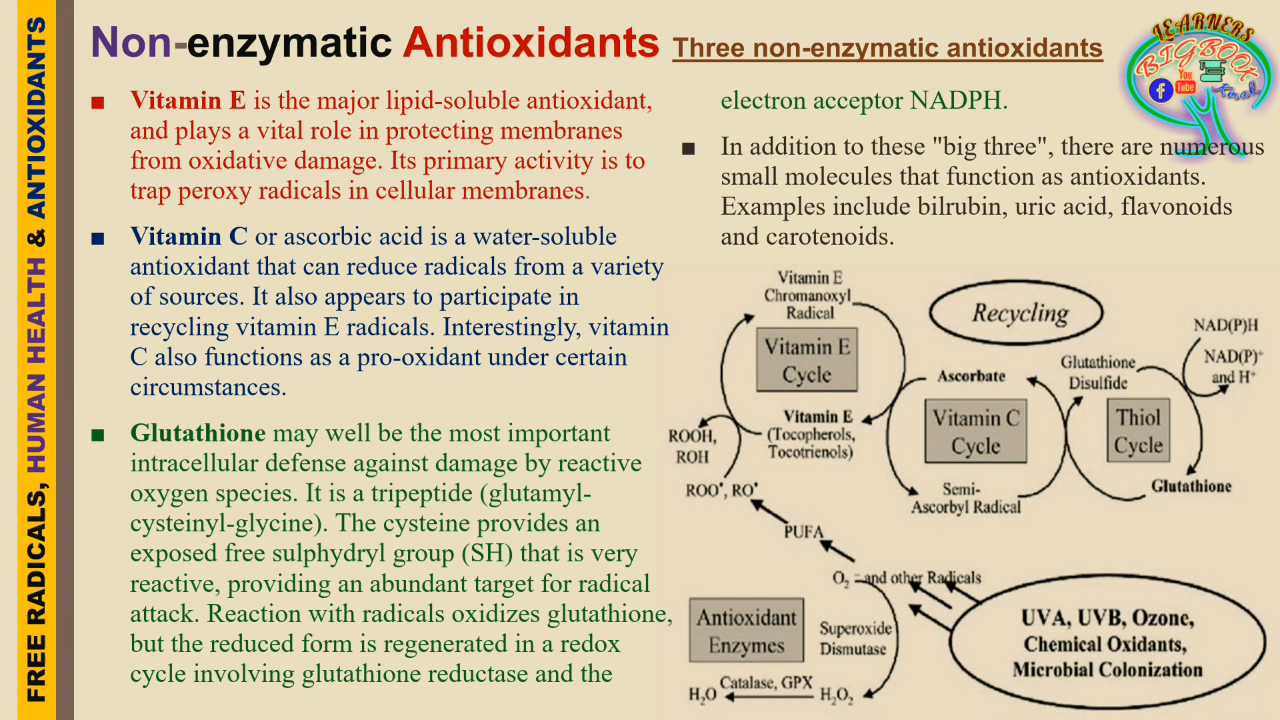 FREE RADICALS, HUMAN HEALTH & ANTIOXIDANTS
Non-enzymatic Antioxidants Three non-enzymatic antioxidants
LEARNERS
BIGBOOK
You
Tube
f
▪ Vitamin E is the major lipid-soluble antioxidant,
and plays a vital role in protecting membranes
from oxidative damage. Its primary activity is to
trap peroxy radicals in cellular membranes.
▪ Vitamin C or ascorbic acid is a water-soluble
antioxidant that can reduce radicals from a variety
of sources. It also appears to participate in
recycling vitamin E radicals. Interestingly, vitamin
C also functions as a pro-oxidant under certain
circumstances.
▪ Glutathione may well be the most important
intracellular defense against damage by reactive
oxygen species. It is a tripeptide (glutamyl-
cysteinyl-glycine). The cysteine provides an
exposed free sulphydryl group (SH) that is very
reactive, providing an abundant target for radical
attack. Reaction with radicals oxidizes glutathione,
but the reduced form is regenerated in a redox
cycle involving glutathione reductase and the
electron acceptor NADPH.
▪ In addition to these "big three", there are numerous
small molecules that function as antioxidants.
Examples include bilrubin, uric acid, flavonoids
and carotenoids.
Vitamin E
Chromanoxyl
Radical
Recycling
Vitamin E
Cycle
NAD(P)H
NAD(P)⁺
and H⁺
Glutathione
Disulfide
Ascorbate
Vitamin E
(Tocopherols,
Tocotrienols)
Vitamin C
Cycle
Thiol
Cycle
ROOH,
ROH
ROO•, RO•
Semi-
Ascorbyl Radical
Glutathione
PUFA
O₂ and other Radicals
Antioxidant
Enzymes
Superoxide
Dismutase
UVA, UVB, Ozone,
Chemical Oxidants,
Microbial Colonization
Catalase, GPX
H₂O
H₂O₂